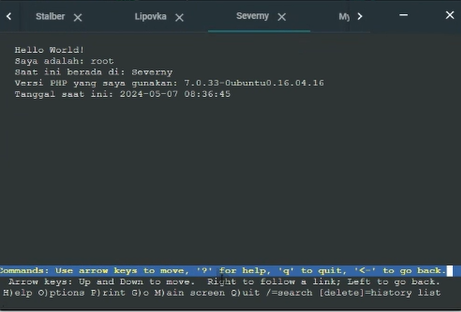 Stalber
Lipovka
Severny
My
Hello World!
Saya adalah: root
Saat ini berada di: Severny
Versi PHP yang saya gunakan: 7.0.33-0ubuntu0.16.04.16
Tanggal saat ini: 2024-05-07 08:36:45
Commands: Use arrow keys to move, '?' for help, 'q' to quit, '<-' to go back.
Arrow keys: Up and Down to move.  Right to follow a link; Left to go back.
H)elp O)ptions P)rint G)o M)ain screen Q)uit /=search [delete]=history list